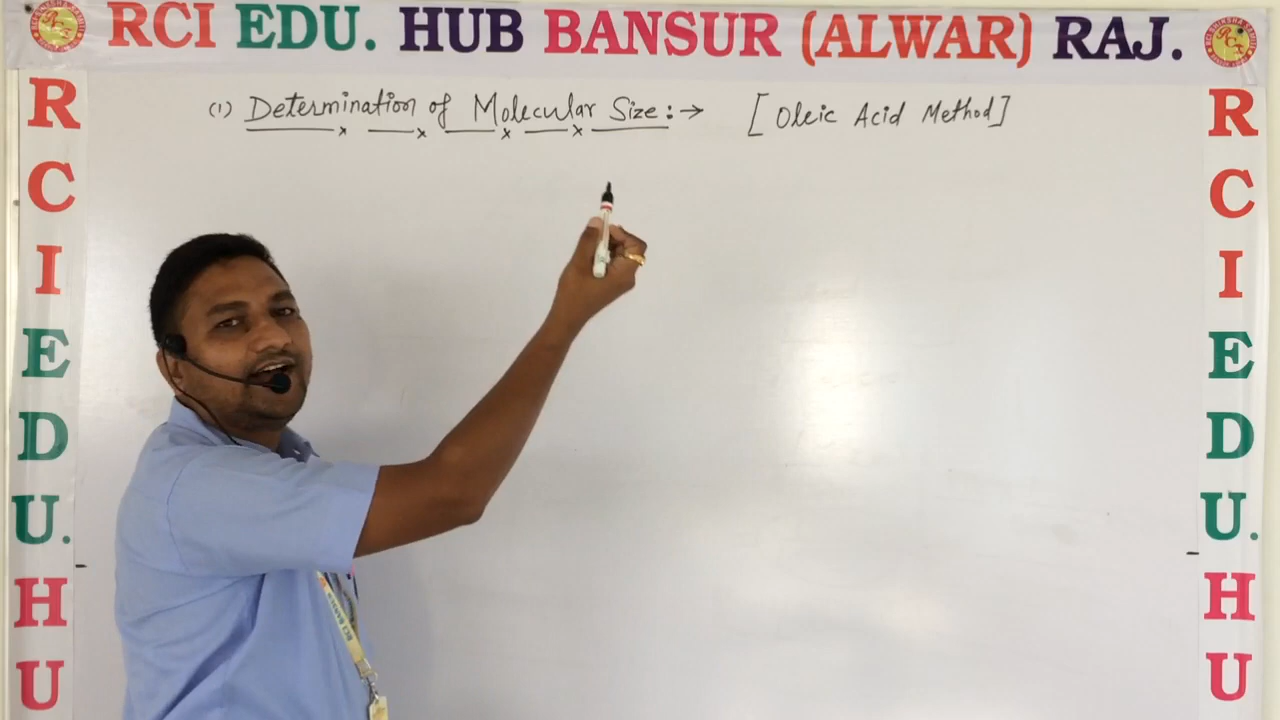 RCI EDU. HUB BANSUR (ALWAR) RAJ.
(1) Determination of Molecular Size :→ [Oleic Acid Method]
R
C
I
E
D
U.
H
U
R
C
I
E
D
U.
H
U